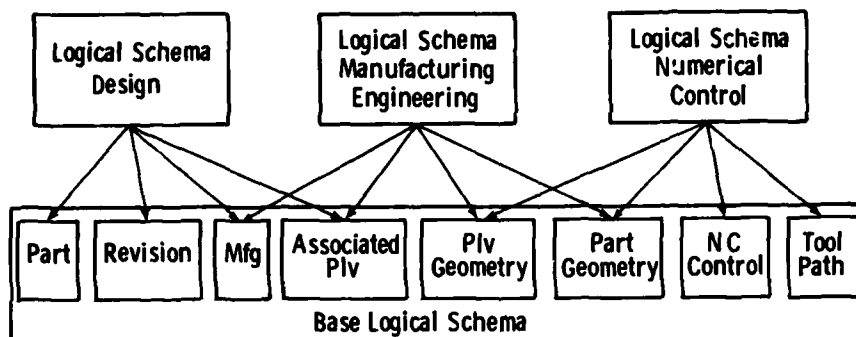 Logical Schema
Design
Logical Schema
Manufacturing
Engineering
Logical Schema
Numerical
Control
Part
Revision
Mfg
Associated
Plv
Plv
Geometry
Part
Geometry
NC
Control
Tool
Path
Base Logical Schema